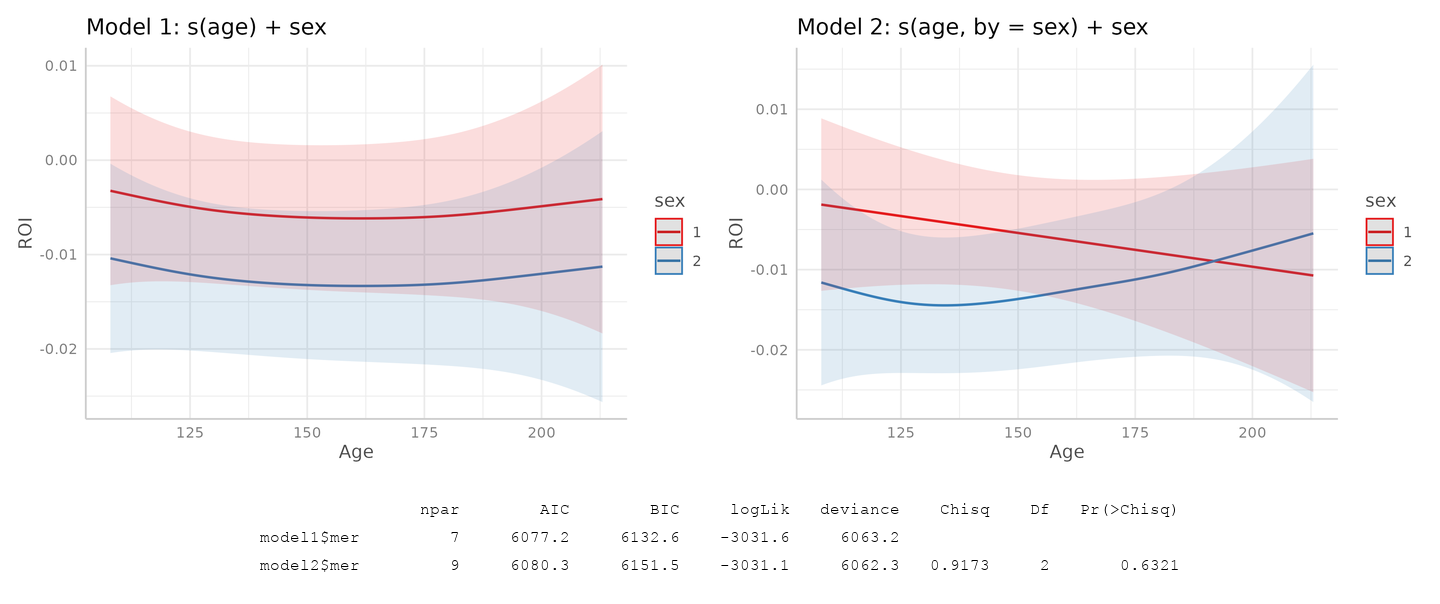 Model 1: s(age) + sex
0.01
0.00
-0.01
-0.02
ROI
125 150 175 200
Age
sex
1
2
Model 2: s(age, by = sex) + sex
0.01
0.00
-0.01
-0.02
ROI
125 150 175 200
Age
sex
1
2
npar AIC BIC logLik deviance Chisq Df Pr(>Chisq)
model1$mer 7 6077.2 6132.6 -3031.6 6063.2
model2$mer 9 6080.3 6151.5 -3031.1 6062.3 0.9173 2 0.6321